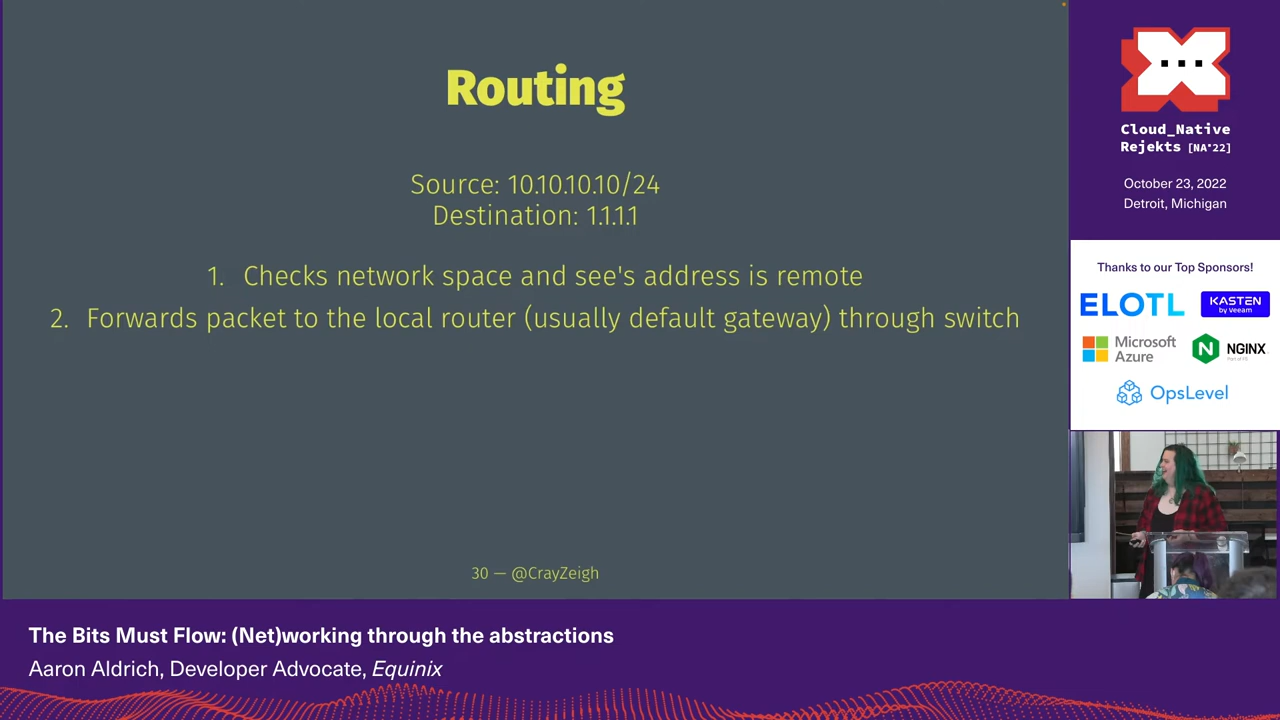 Routing
Source: 10.10.10.10/24
Destination: 1.1.1.1
1. Checks network space and see's address is remote
2. Forwards packet to the local router (usually default gateway) through switch
30 — @CrayZeigh
Cloud_Native
Rejekts [NA'22]
October 23, 2022
Detroit, Michigan
Thanks to our Top Sponsors!
ELOTL
KASTEN
by Veeam
Microsoft
Azure
N
NGINX
Part of F5
OpsLevel
The Bits Must Flow: (Net)working through the abstractions
Aaron Aldrich, Developer Advocate, Equinix